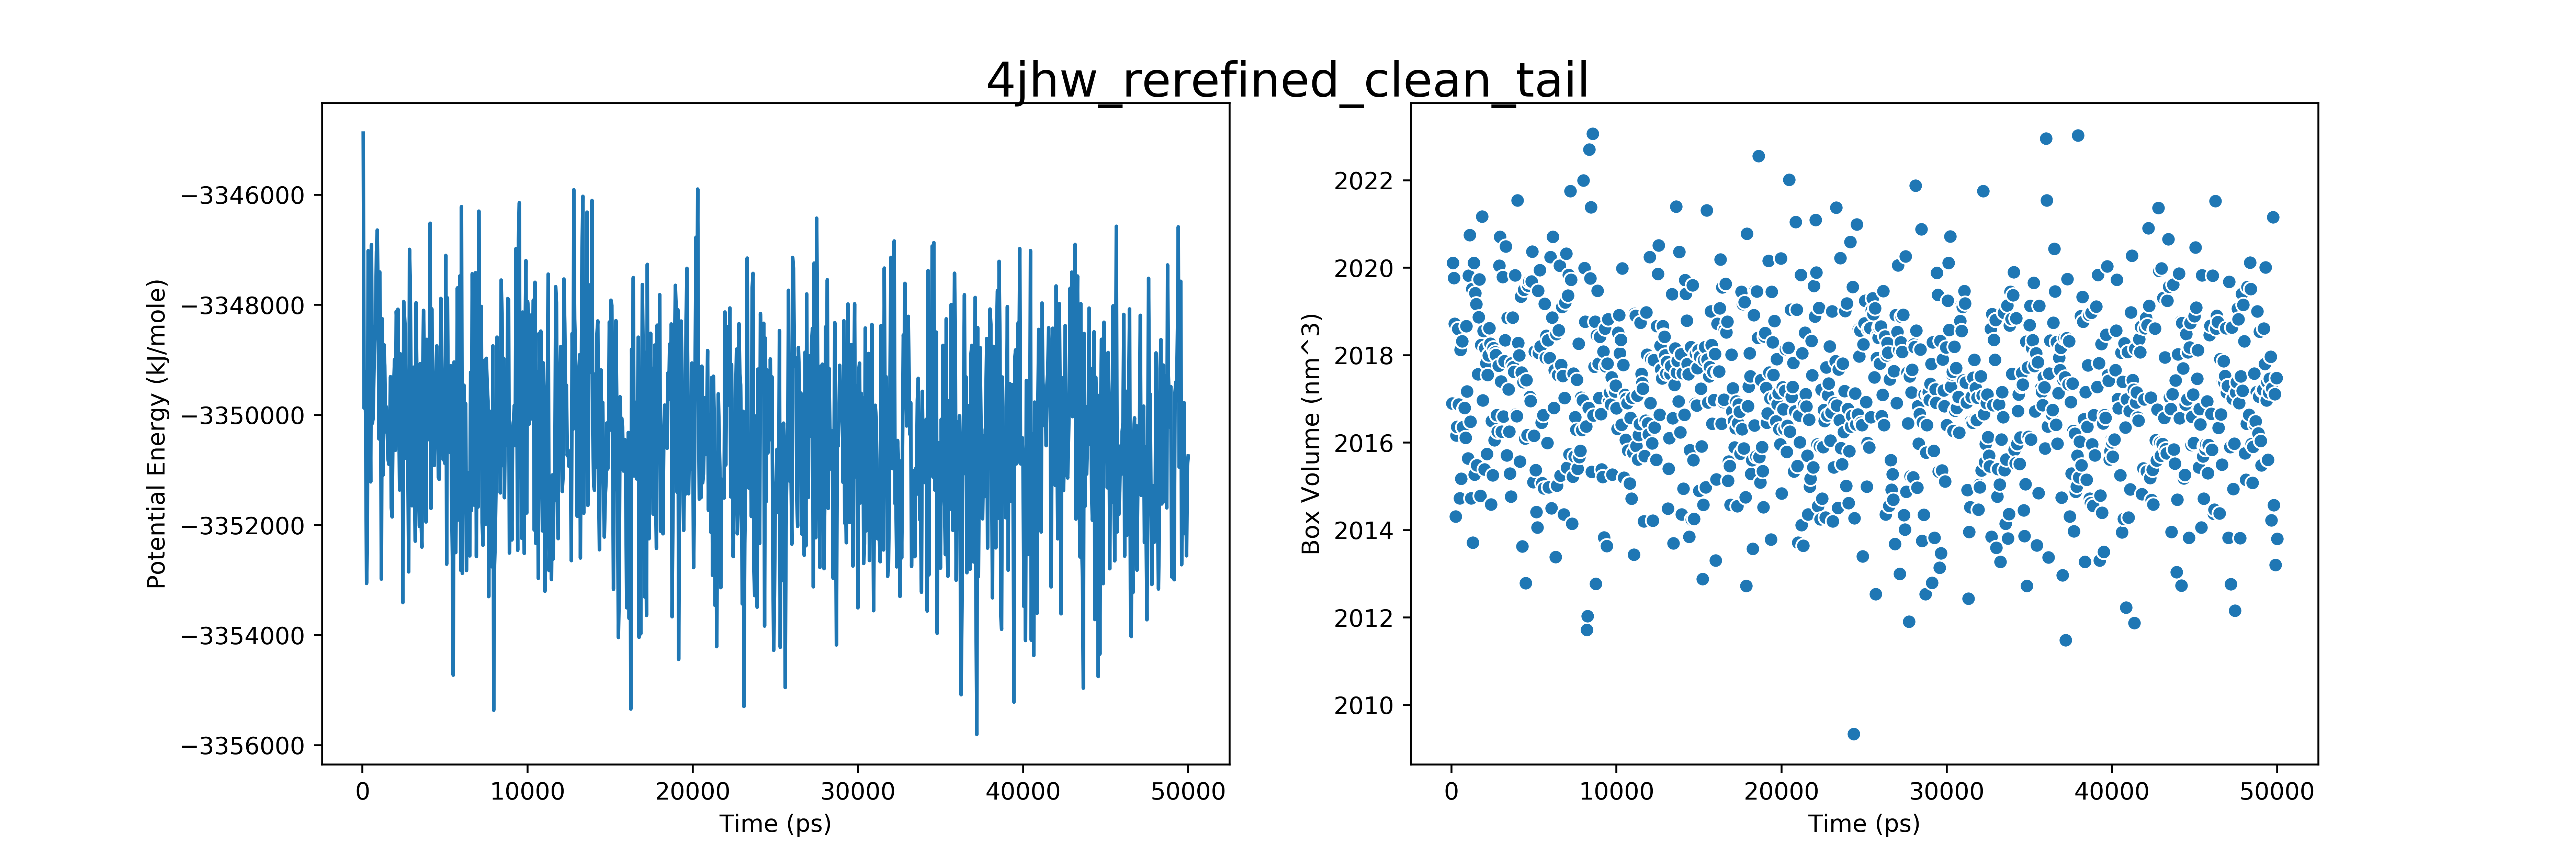 4jhw_rerefined_clean_tail
Potential Energy (kJ/mole)
−3346000
−3348000
−3350000
−3352000
−3354000
−3356000
0 10000 20000 30000 40000 50000
Time (ps)
Box Volume (nm^3)
2022
2020
2018
2016
2014
2012
2010
0 10000 20000 30000 40000 50000
Time (ps)